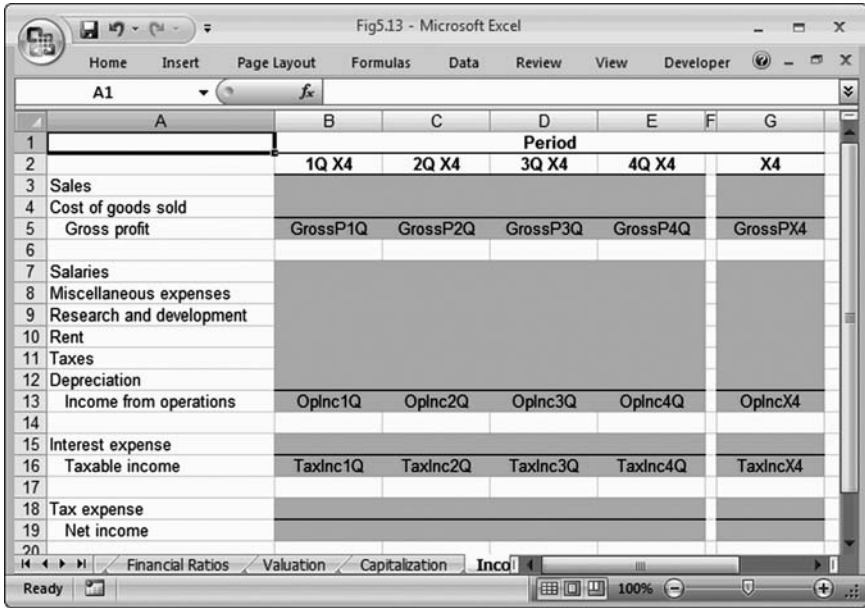 Fig5.13 - Microsoft Excel
Home Insert Page Layout Formulas Data Review View Developer
A1 fx
A B C D E F G
1 Period
2 1Q X4 2Q X4 3Q X4 4Q X4 X4
3 Sales
4 Cost of goods sold
5 Gross profit GrossP1Q GrossP2Q GrossP3Q GrossP4Q GrossPX4
6
7 Salaries
8 Miscellaneous expenses
9 Research and development
10 Rent
11 Taxes
12 Depreciation
13 Income from operations OpInc1Q OpInc2Q OpInc3Q OpInc4Q OpIncX4
14
15 Interest expense
16 Taxable income TaxInc1Q TaxInc2Q TaxInc3Q TaxInc4Q TaxIncX4
17
18 Tax expense
19 Net income
20
Financial Ratios Valuation Capitalization Inco
Ready 100%